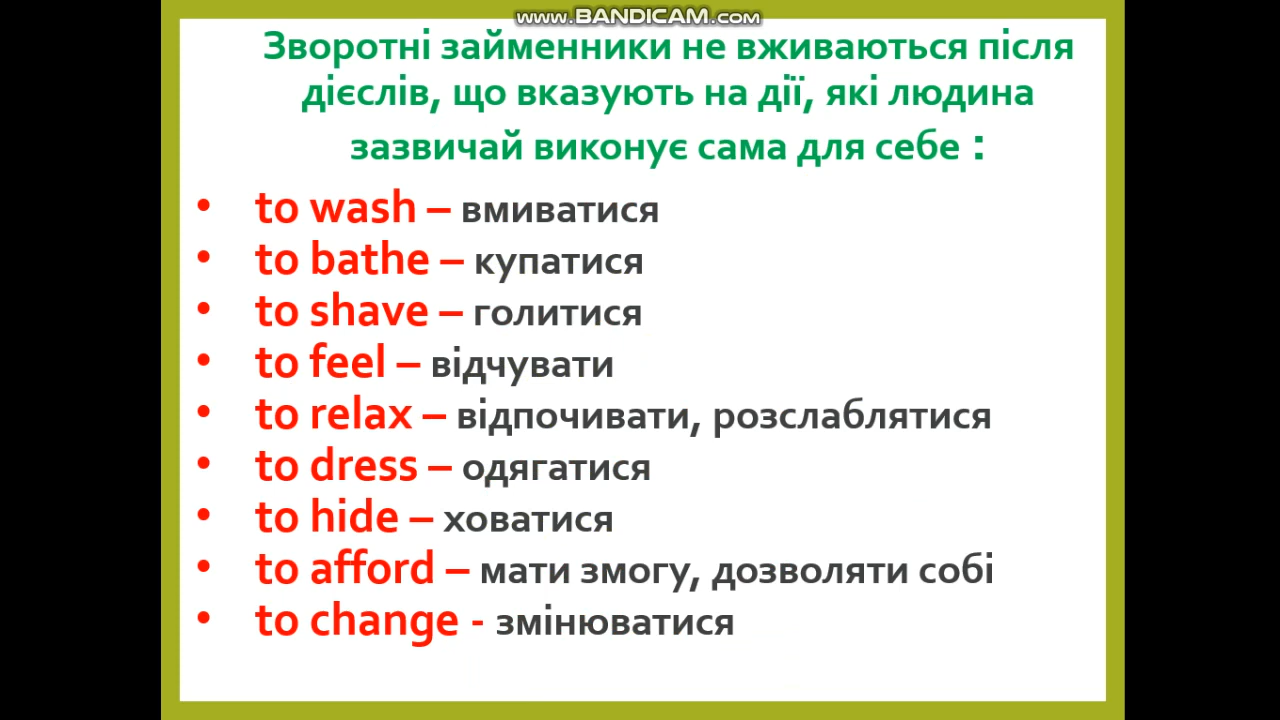 www.BANDICAM.com
Зворотні займенники не вживаються після
дієслів, що вказують на дії, які людина
зазвичай виконує сама для себе :
• to wash – вмиватися
• to bathe – купатися
• to shave – голитися
• to feel – відчувати
• to relax – відпочивати, розслаблятися
• to dress – одягатися
• to hide – ховатися
• to afford – мати змогу, дозволяти собі
• to change - змінюватися